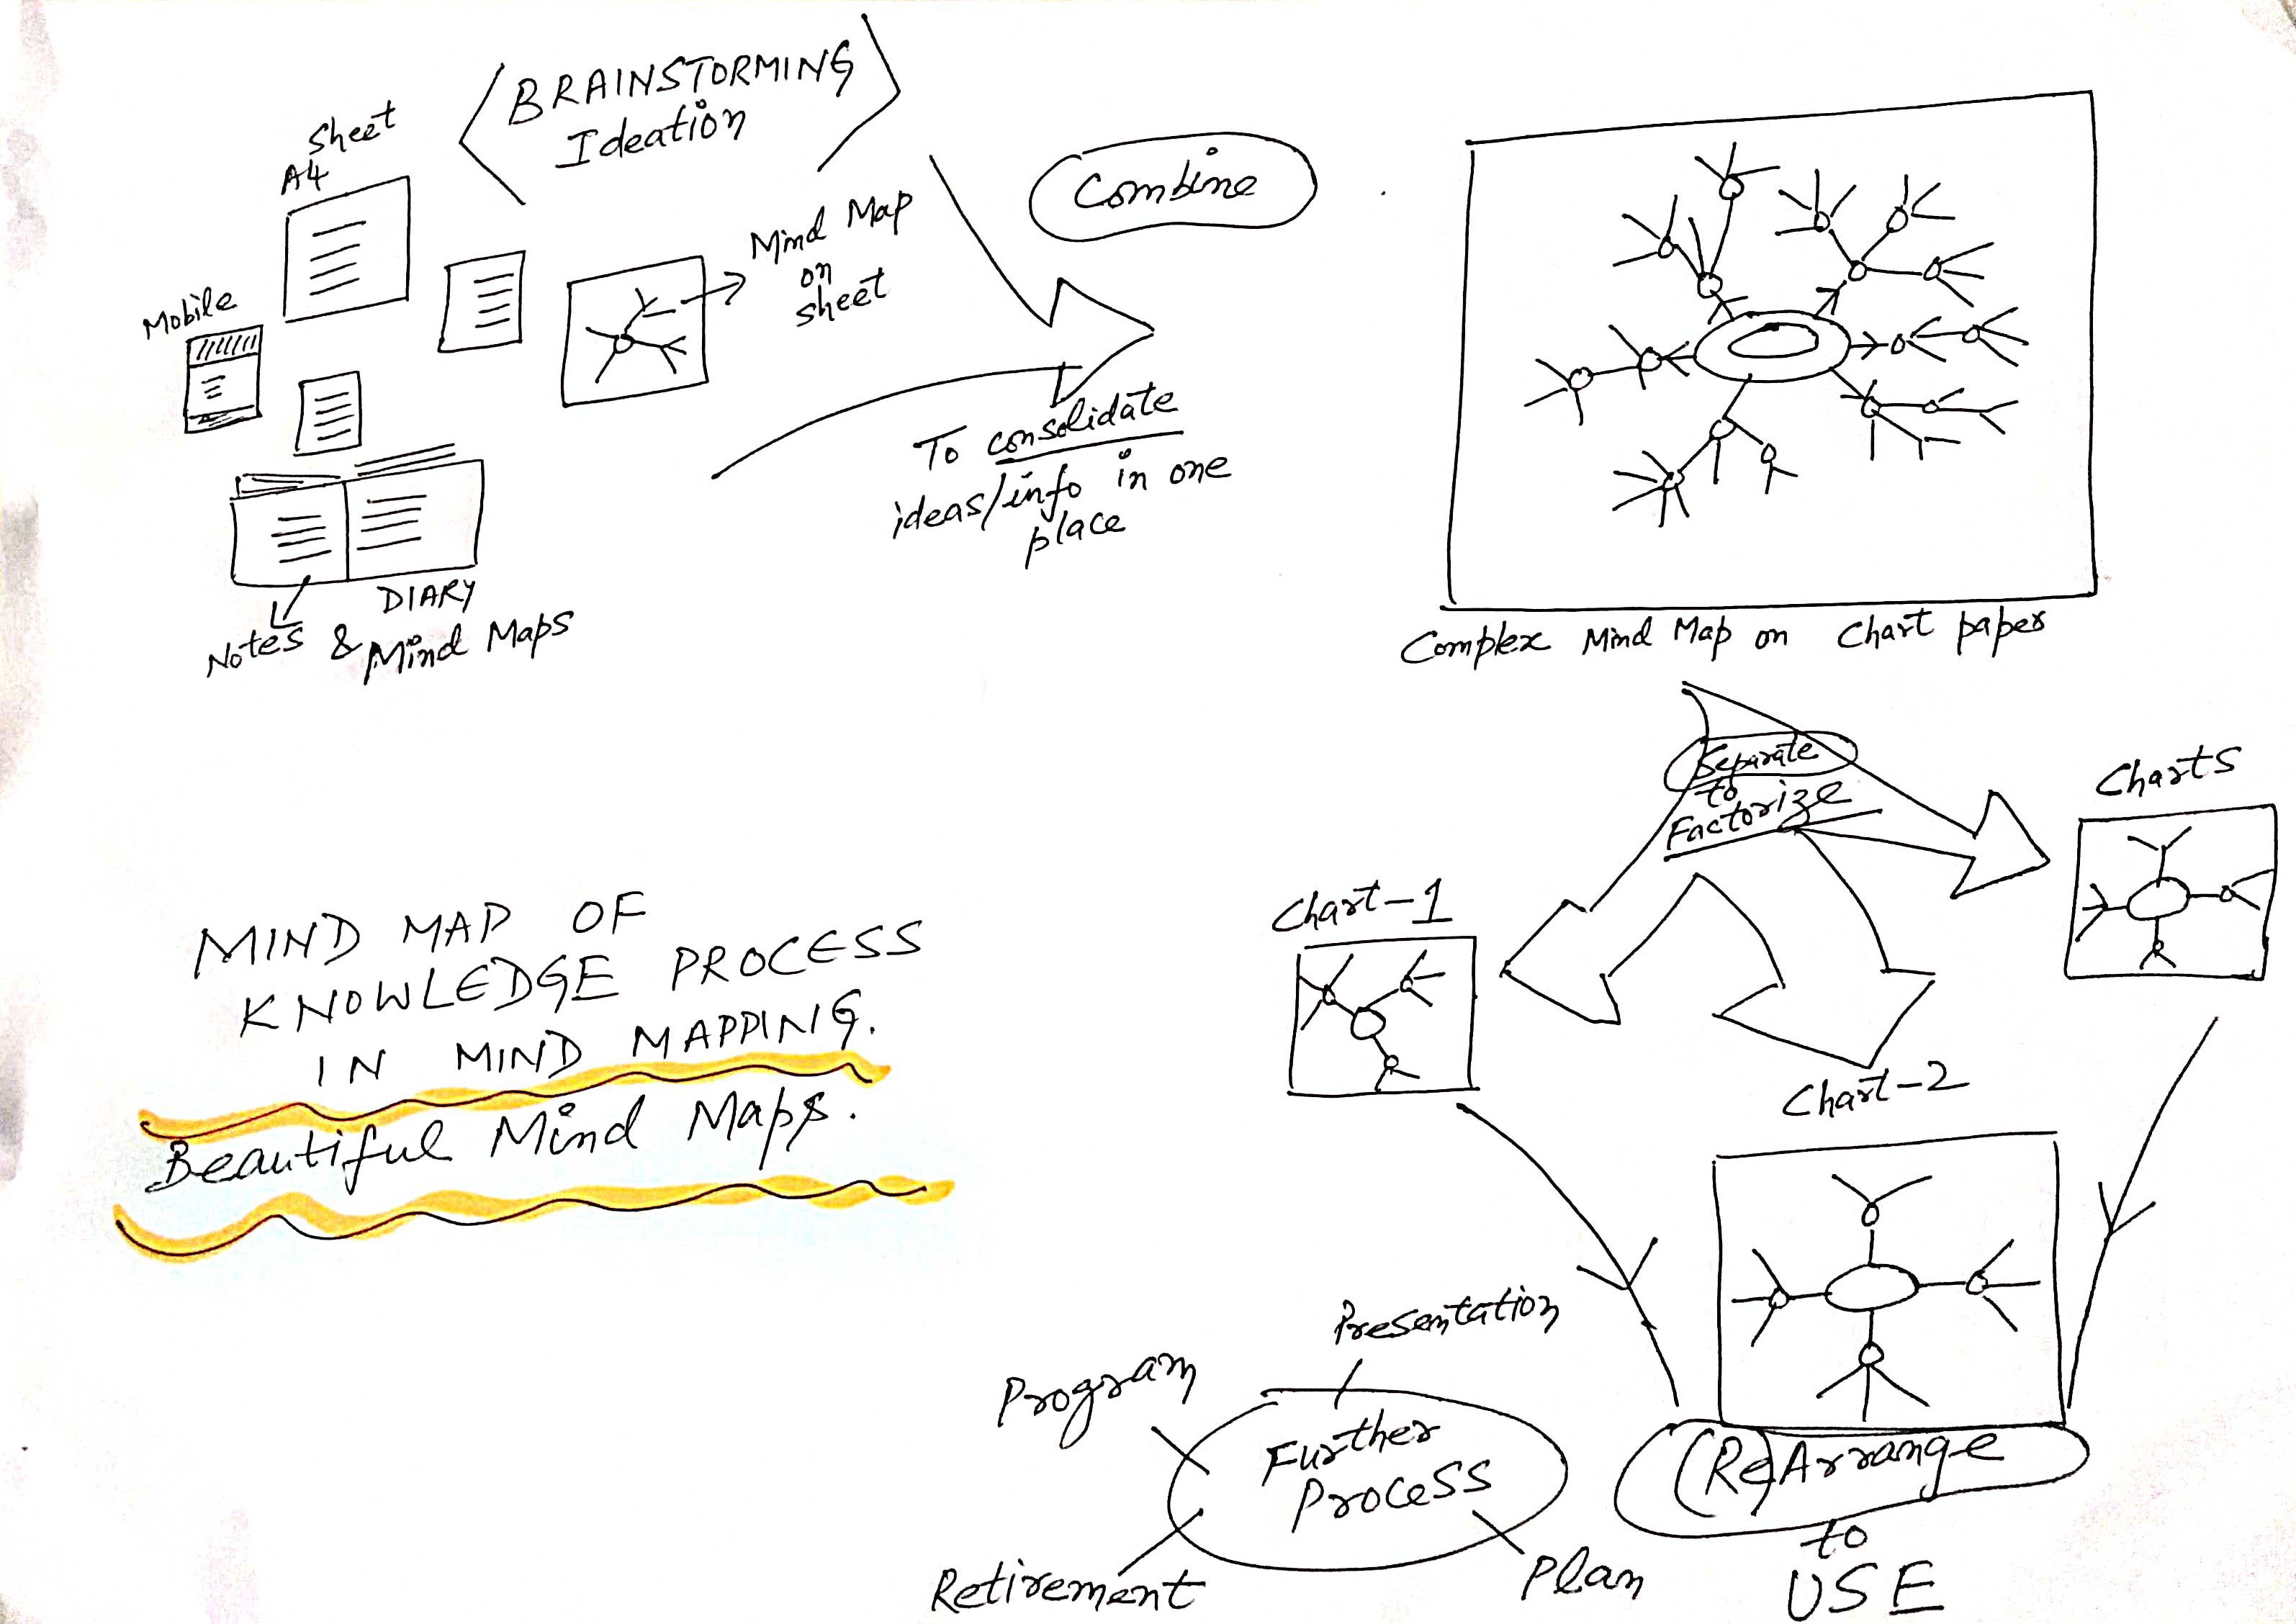 BRAINSTORMING
Ideation
Sheet
A4
Mobile
Mind Map
on
sheet
DIARY
Notes & Mind Maps
Combine
To consolidate
ideas/info in one
place
Complex Mind Map on Chart paper
Separate
to
Factorize
Charts
Chart-1
Chart-2
MIND MAP OF
KNOWLEDGE PROCESS
IN MIND MAPPING.
Beautiful Mind Maps.
(Re)Arrange
to
USE
Further
Process
Presentation
Program
Retirement
Plan